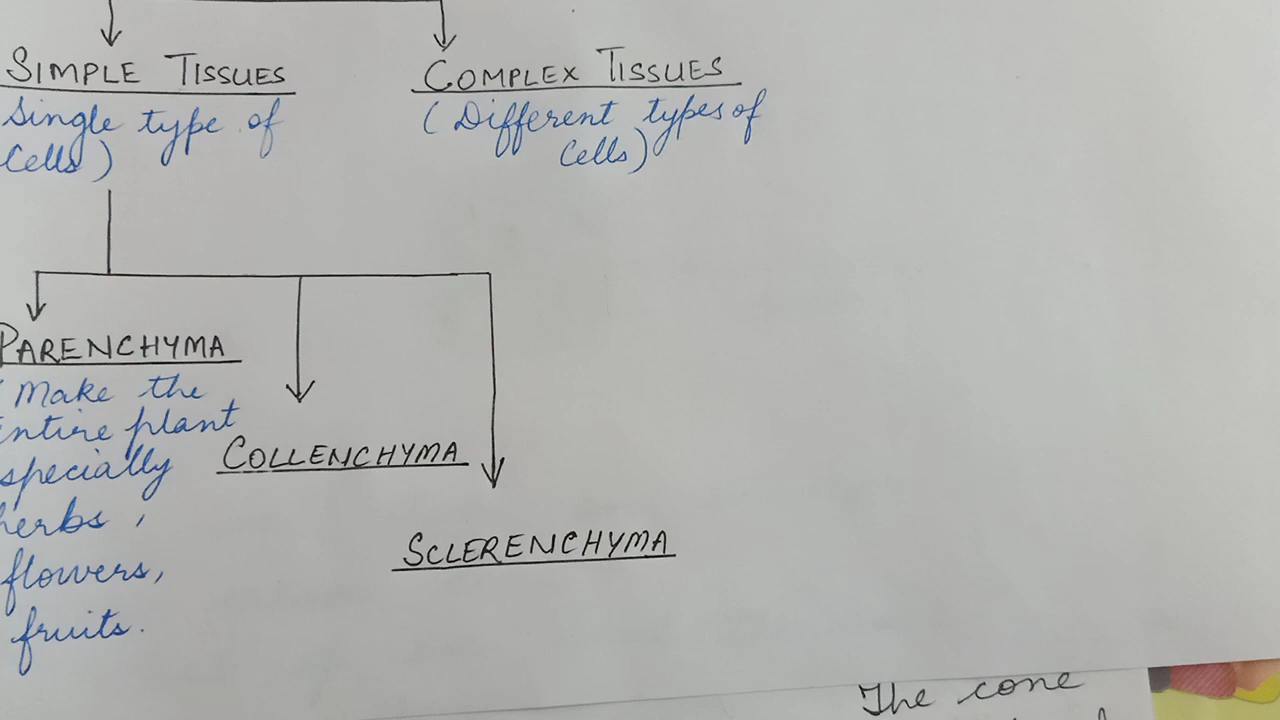 SIMPLE TISSUES
Single type of
Cells)
COMPLEX TISSUES
(Different types of
Cells)
PARENCHYMA
(Make the
entire plant
specially
herbs,
flowers,
fruits.
COLLENCHYMA
SCLERENCHYMA
The cone